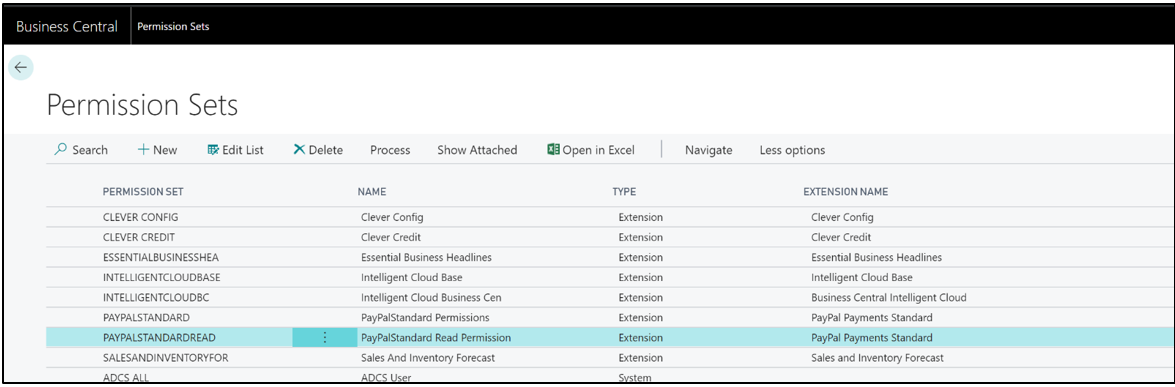 Business Central Permission Sets
Permission Sets
Search New Edit List Delete Process Show Attached Open in Excel Navigate Less options
PERMISSION SET NAME TYPE EXTENSION NAME
CLEVER CONFIG Clever Config Extension Clever Config
CLEVER CREDIT Clever Credit Extension Clever Credit
ESSENTIALBUSINESSHEA Essential Business Headlines Extension Essential Business Headlines
INTELLIGENTCLOUDBASE Intelligent Cloud Base Extension Intelligent Cloud Base
INTELLIGENTCLOUDBC Intelligent Cloud Business Cen Extension Business Central Intelligent Cloud
PAYPALSTANDARD PayPalStandard Permissions Extension PayPal Payments Standard
PAYPALSTANDARDREAD PayPalStandard Read Permission Extension PayPal Payments Standard
SALESANDINVENTORYFOR Sales And Inventory Forecast Extension Sales and Inventory Forecast
ADCS ALL ADCS User System